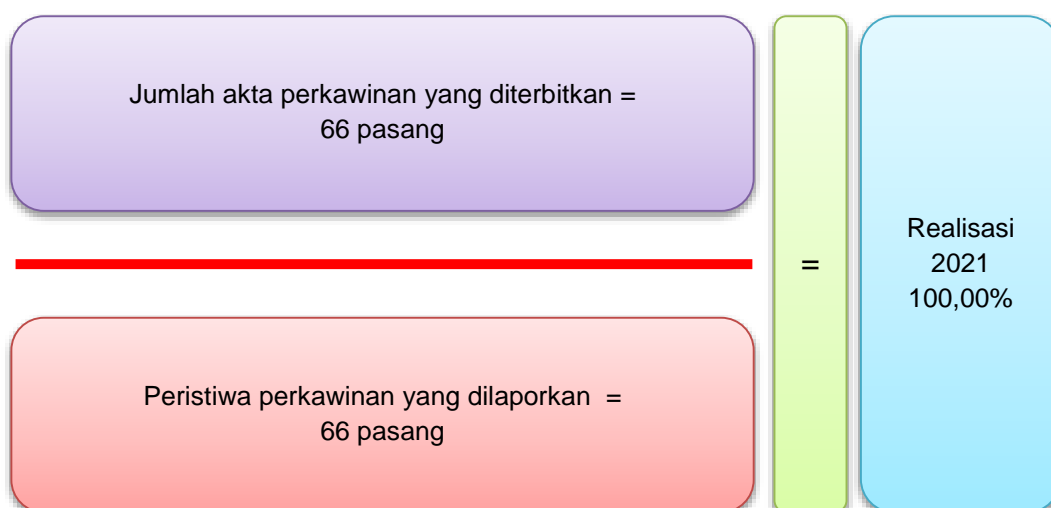 Jumlah akta perkawinan yang diterbitkan =
66 pasang
Peristiwa perkawinan yang dilaporkan  =
66 pasang
=
Realisasi
2021
100,00%